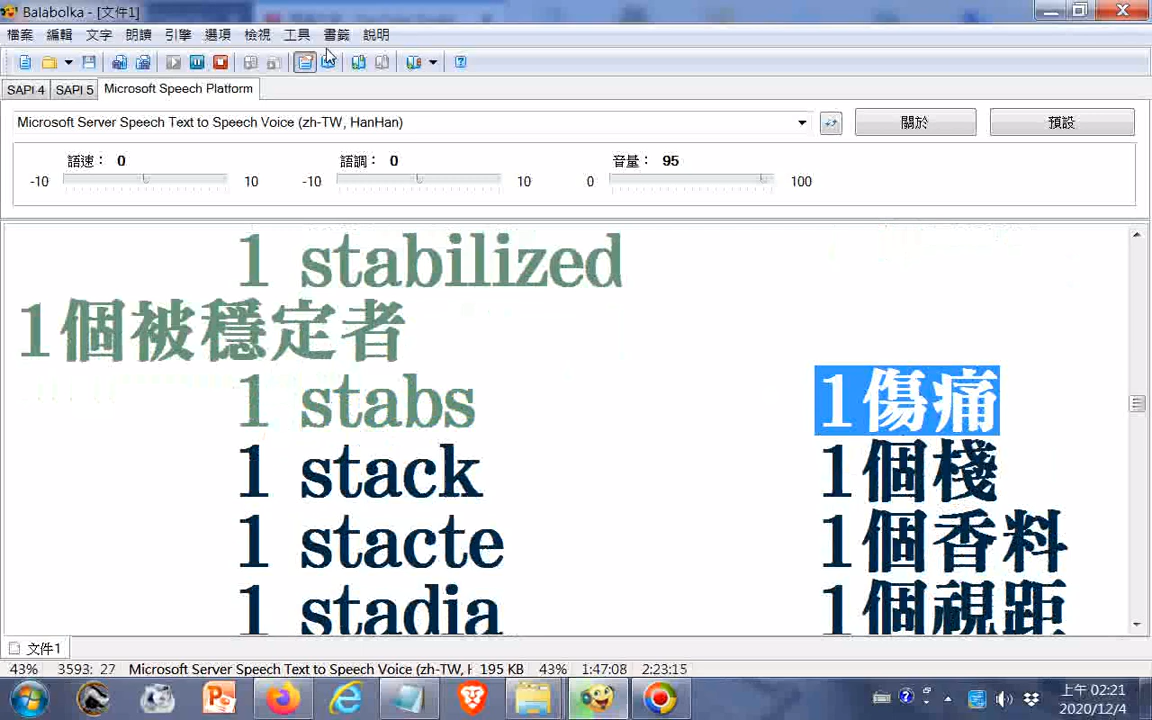 Balabolka - [文件1]
檔案 編輯 文字 朗讀 引擎 選項 檢視 工具 書籤 說明
SAPI 4 SAPI 5 Microsoft Speech Platform
Microsoft Server Speech Text to Speech Voice (zh-TW, HanHan) 關於 預設
語速： 0 語調： 0 音量： 95
-10 10 -10 10 0 100
1 stabilized
1個被穩定者
1 stabs 1傷痛
1 stack 1個棧
1 stacte 1個香料
1 stadia 1個視距
文件1
43% 3593: 27 Microsoft Server Speech Text to Speech Voice (zh-TW, H 195 KB 43% 1:47:08 2:23:15
上午 02:21
2020/12/4